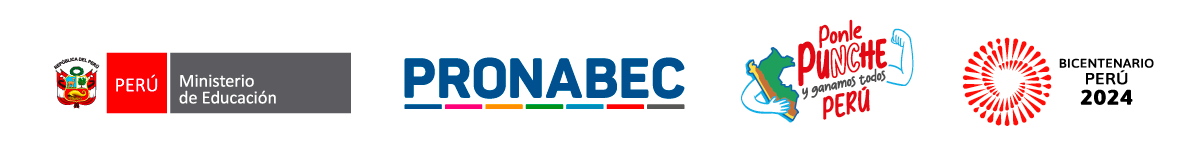 REPÚBLICA DEL PERÚ
PERÚ
Ministerio
de Educación
PRONABEC
Ponle
PUNCHE
y ganamos todos
PERÚ
BICENTENARIO
PERÚ
2024